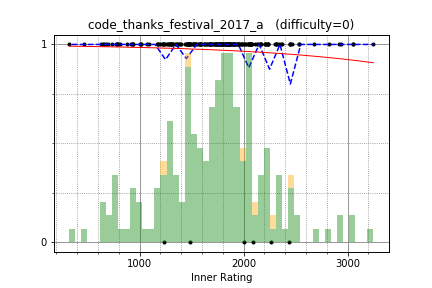 code_thanks_festival_2017_a   (difficulty=0)
1
0
1000 2000 3000
Inner Rating